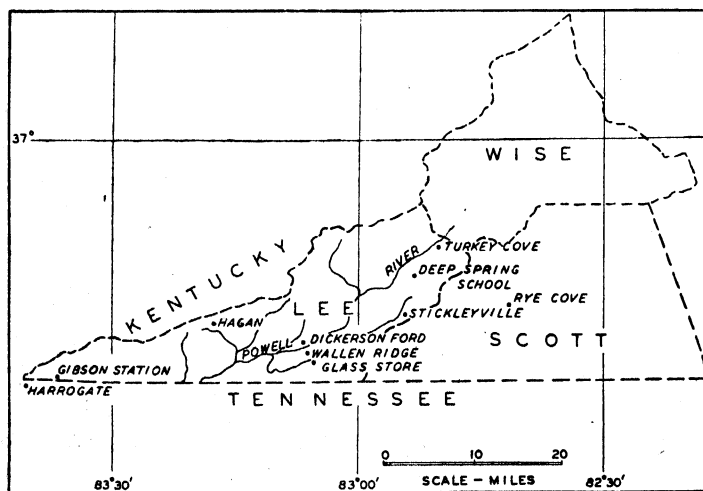 37°
WISE
KENTUCKY
RIVER
TURKEY COVE
DEEP SPRING
SCHOOL
LEE
RYE COVE
HAGAN
STICKLEYVILLE
SCOTT
POWELL
DICKERSON FORD
WALLEN RIDGE
GLASS STORE
GIBSON STATION
HARROGATE
TENNESSEE
0 10 20
SCALE - MILES
83°30'
83°00
82°30'